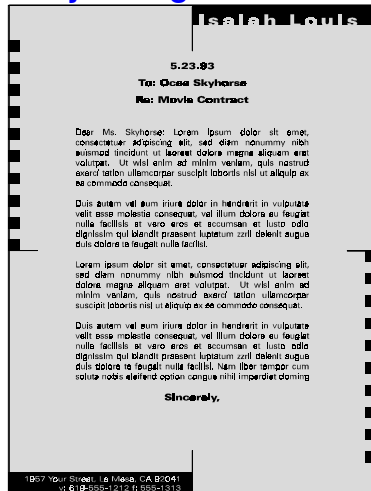 Isaiah Louis
5.23.93
To: Ocea Skyhorse
Re: Movie Contract
Dear Ms. Skyhorse: Lorem ipsum dolor sit amet,
consectetuer adipiscing elit, sed diem nonummy nibh
euismod tincidunt ut laoreet dolore magna aliquam erat
volutpat. Ut wisi enim ad minim veniam, quis nostrud
exerci tation ullamcorper suscipit lobortis nisl ut aliquip ex
ea commodo consequat.
Duis autem vel eum iriure dolor in hendrerit in vulputate
velit esse molestie consequat, vel illum dolore eu feugiat
nulla facilisis at vero eros et accumsan et iusto odio
dignissim qui blandit praesent luptatum zzril delenit augue
duis dolore te feugait nulla facilisi.
Lorem ipsum dolor sit amet, consectetuer adipiscing elit,
sed diem nonummy nibh euismod tincidunt ut laoreet
dolore magna aliquam erat volutpat. Ut wisi enim ad
minim veniam, quis nostrud exerci tation ullamcorper
suscipit lobortis nisl ut aliquip ex ea commodo consequat.
Duis autem vel eum iriure dolor in hendrerit in vulputate
velit esse molestie consequat, vel illum dolore eu feugiat
nulla facilisis at vero eros et accumsan et iusto odio
dignissim qui blandit praesent luptatum zzril delenit augue
duis dolore te feugait nulla facilisi. Nam liber tempor cum
soluta nobis eleifend option congue nihil imperdiet doming
Sincerely,
1957 Your Street, La Mesa, CA 92041
v: 619-555-1212 f: 555-1313